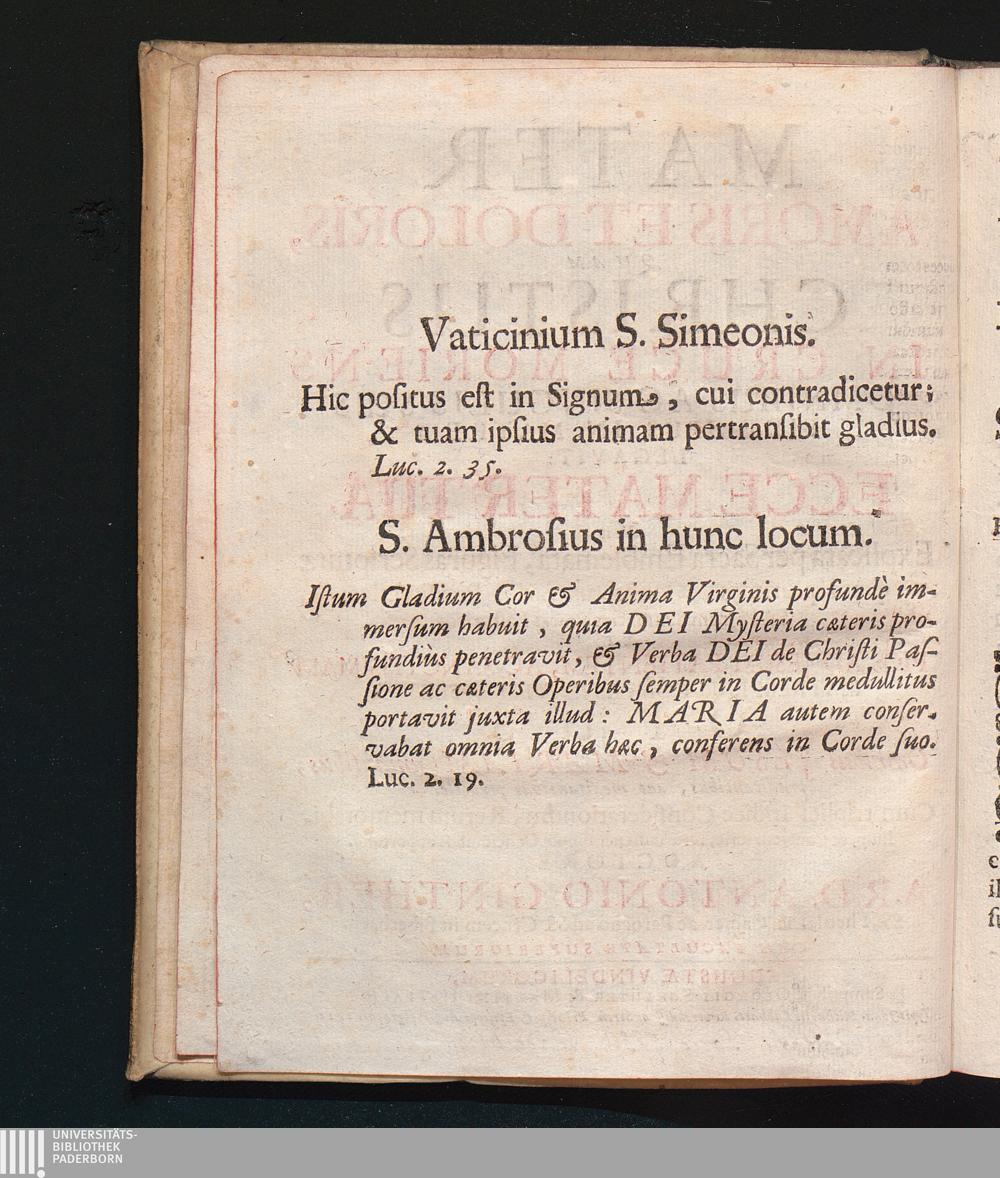 Vaticinium S. Simeonis.
Hic poſitus eſt in Signum, cui contradicetur;
& tuam ipſius animam pertranſibit gladius.
Luc. 2. 35.
S. Ambroſius in hunc locum.
Iſtum Gladium Cor & Anima Virginis profundè im-
merſum habuit, quia DEI Myſteria cæteris pro-
fundiùs penetravit, & Verba DEI de Chriſti Paſ-
ſione ac cæteris Operibus ſemper in Corde medullitus
portavit juxta illud: MARIA autem conſer-
vabat omnia Verba hæc, conferens in Corde ſuo.
Luc. 2. 19.
UNIVERSITÄTS-
BIBLIOTHEK
PADERBORN